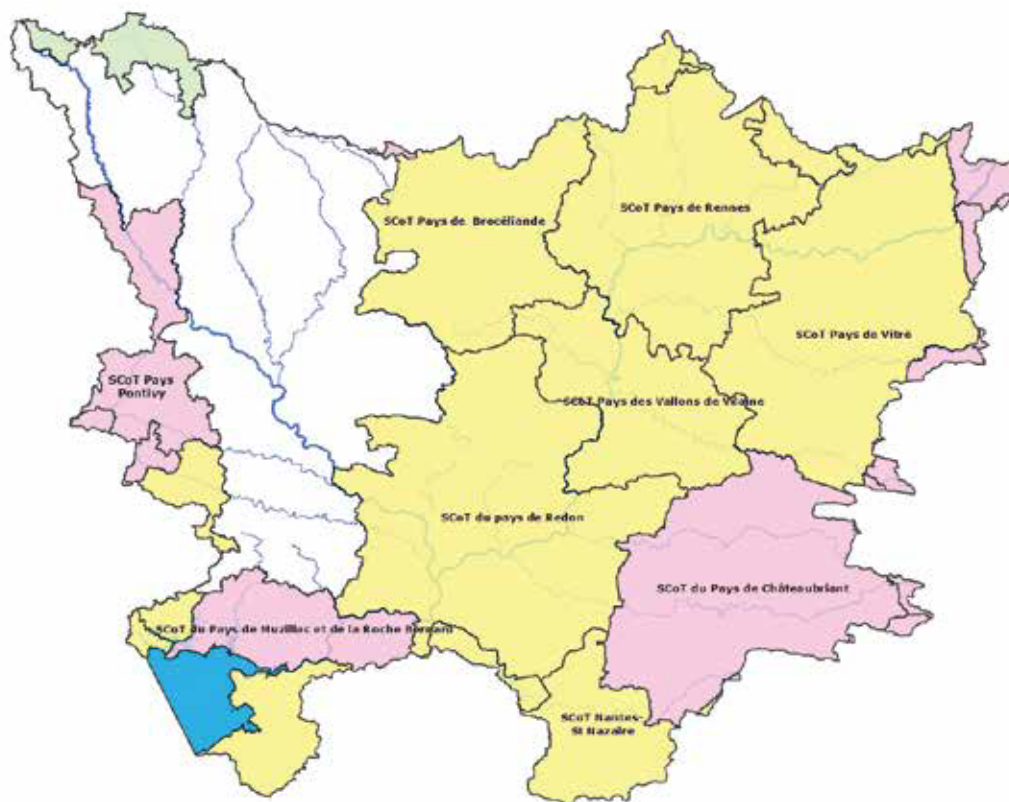 SCoT Pays de Rennes
SCoT Pays de Brocéliande
SCoT Pays de Vitré
SCoT Pays
Pontivy
SCoT Pays des Vallons de Vilaine
SCoT du pays de Redon
SCoT du Pays de Châteaubriant
SCoT du Pays de Muzillac et de la Roche Bernard
SCoT Nantes-
St Nazaire